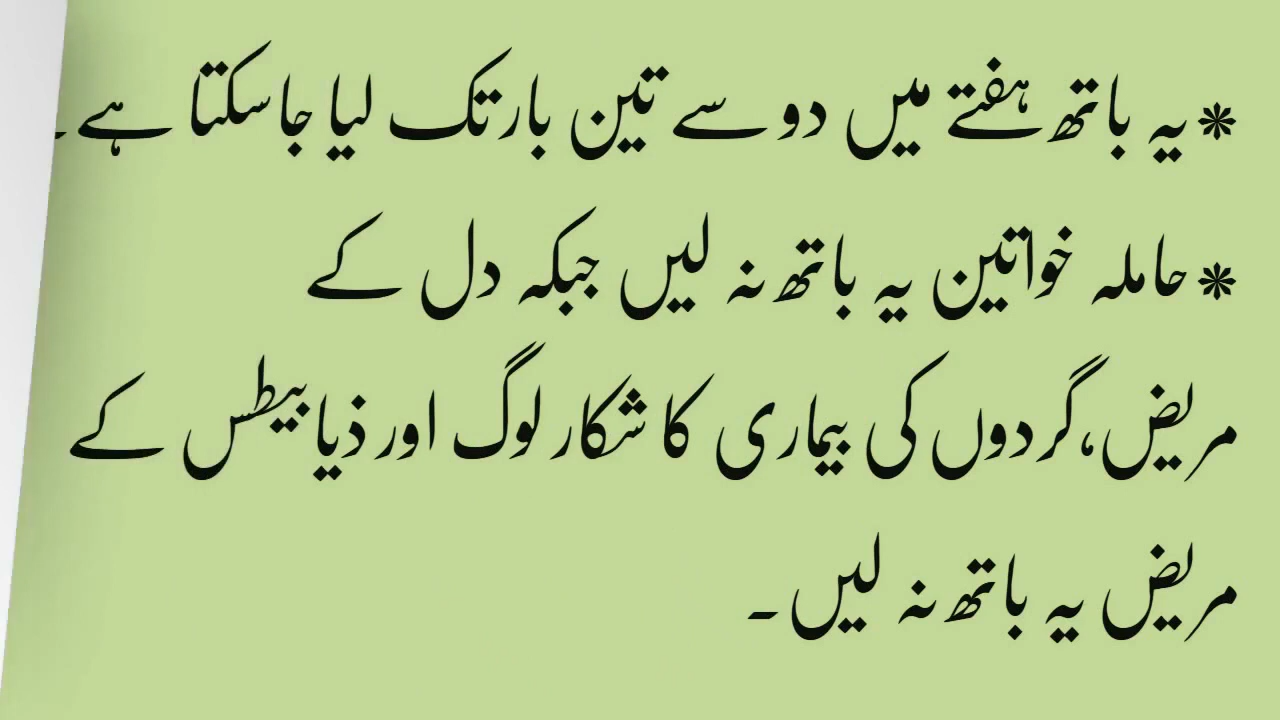 *یہ باتھ ہفتے میں دو سے تین بار تک لیا جاسکتا ہے۔
*حاملہ خواتین یہ باتھ نہ لیں جبکہ دل کے
مریض،گردوں کی بیماری کا شکار لوگ اور ذیابیطس کے
مریض یہ باتھ نہ لیں۔